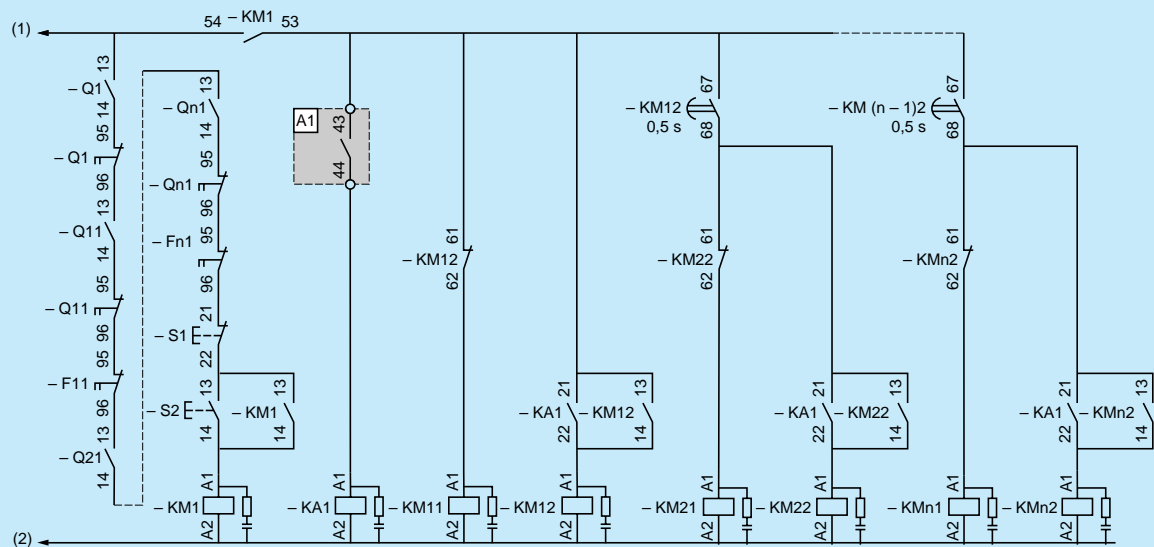 (1)
54 – KM1 53
13
– Q1
14
95
– Q1
96
13
– Q11
14
95
– Q11
96
95
– F11
96
13
– Q21
14
13
– Qn1
14
95
– Qn1
96
95
– Fn1
96
21
– S1
22
13
– S2
14
13
– KM1
14
A1
– KM1
A2
A1
43
44
A1
– KA1
A2
61
– KM12
62
A1
– KM11
A2
21
– KA1
22
13
– KM12
14
A1
– KM12
A2
67
– KM12
0,5 s
68
61
– KM22
62
A1
– KM21
A2
21
– KA1
22
13
– KM22
14
A1
– KM22
A2
67
– KM (n – 1)2
0,5 s
68
61
– KMn2
62
A1
– KMn1
A2
21
– KA1
22
13
– KMn2
14
A1
– KMn2
A2
(2)